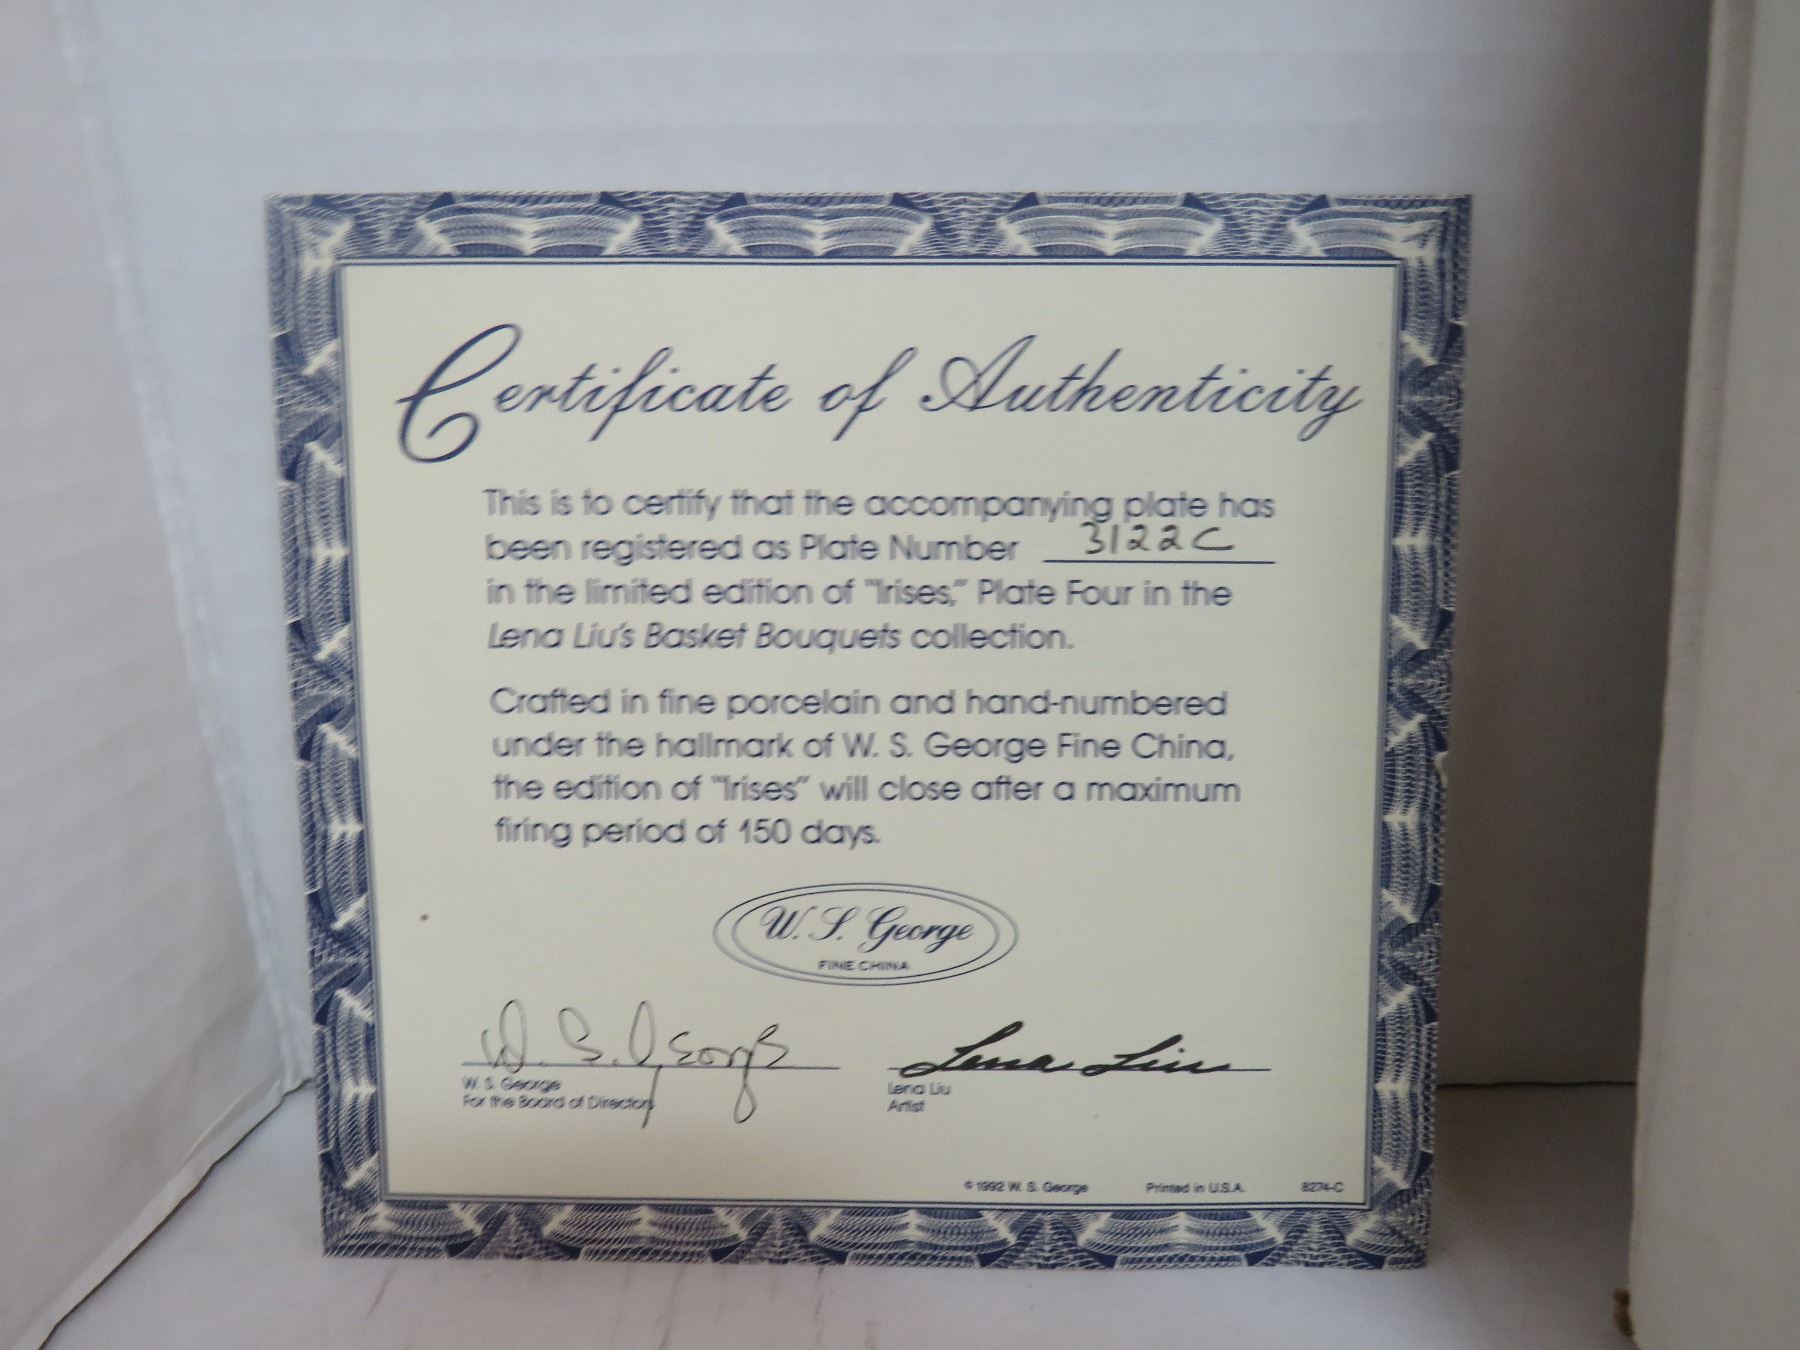 Certificate of Authenticity
This is to certify that the accompanying plate has
been registered as Plate Number 3122C
in the limited edition of "Irises," Plate Four in the
Lena Liu's Basket Bouquets collection.
Crafted in fine porcelain and hand-numbered
under the hallmark of W. S. George Fine China,
the edition of "Irises" will close after a maximum
firing period of 150 days.
W. S. George
FINE CHINA
W. S. George Lena Liu
W. S. George Lena Liu
For the Board of Directors Artist
© 1992 W. S. George Printed in U.S.A. 8274-C